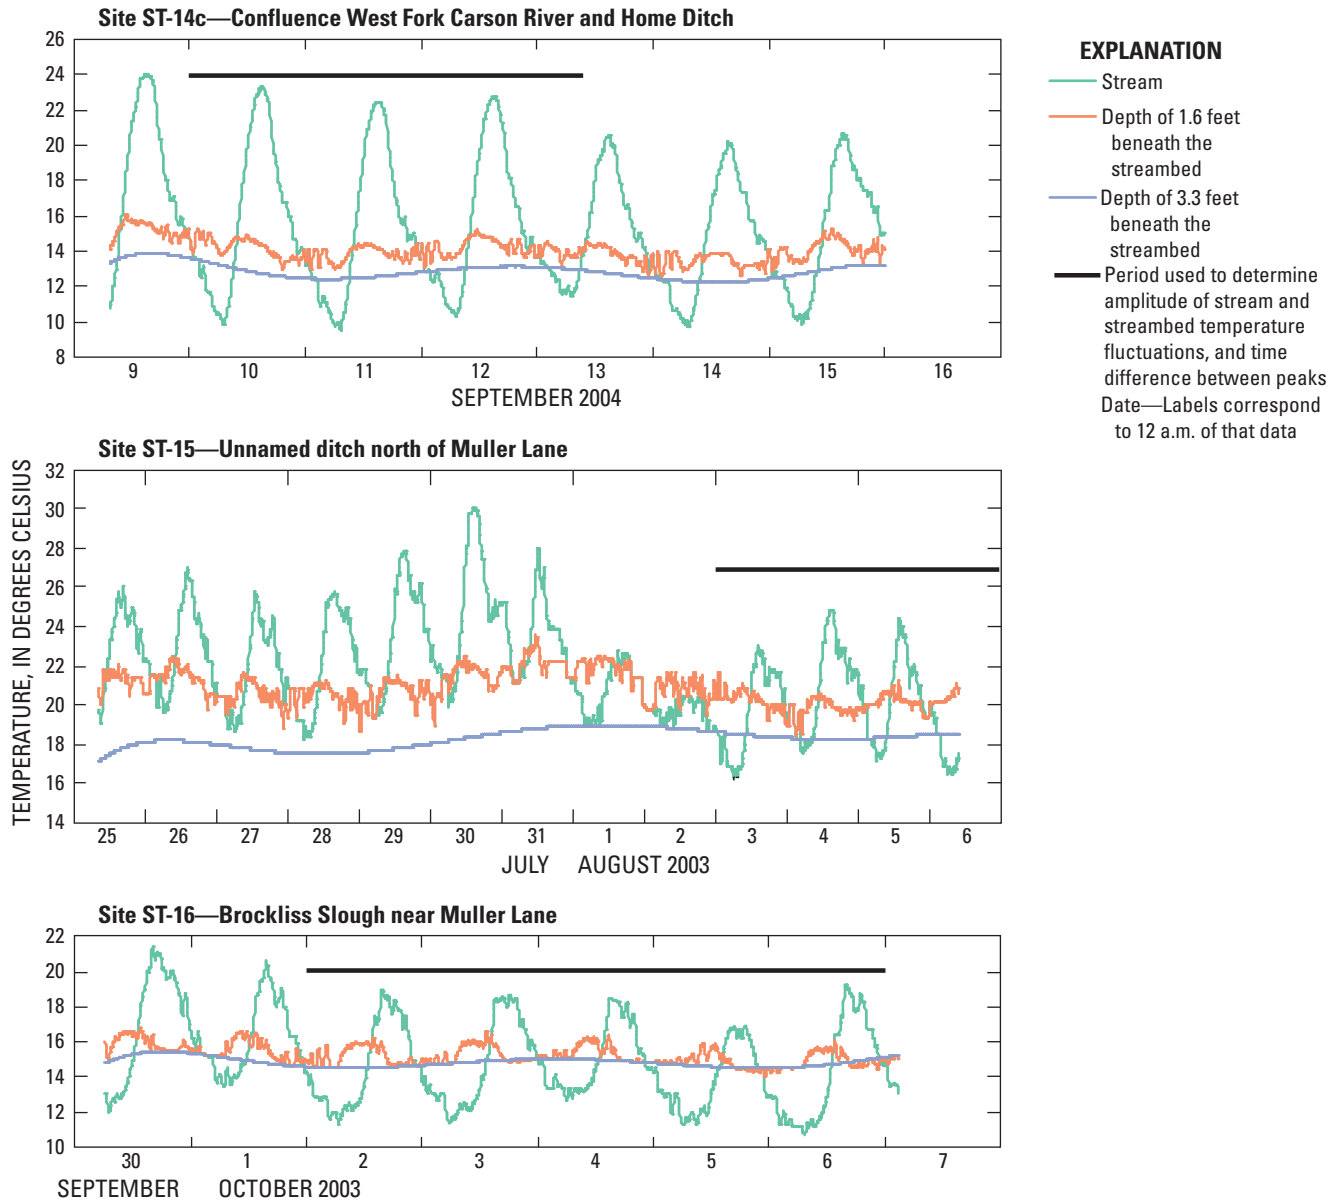 Site ST-14c—Confluence West Fork Carson River and Home Ditch
26
24
22
20
18
16
14
12
10
8
9 10 11 12 13 14 15 16
SEPTEMBER 2004
EXPLANATION
Stream
Depth of 1.6 feet
beneath the
streambed
Depth of 3.3 feet
beneath the
streambed
Period used to determine
amplitude of stream and
streambed temperature
fluctuations, and time
difference between peaks
Date—Labels correspond
to 12 a.m. of that data
Site ST-15—Unnamed ditch north of Muller Lane
TEMPERATURE, IN DEGREES CELSIUS
32
30
28
26
24
22
20
18
16
14
25 26 27 28 29 30 31 1 2 3 4 5 6
JULY AUGUST 2003
Site ST-16—Brockliss Slough near Muller Lane
22
20
18
16
14
12
10
30 1 2 3 4 5 6 7
SEPTEMBER OCTOBER 2003